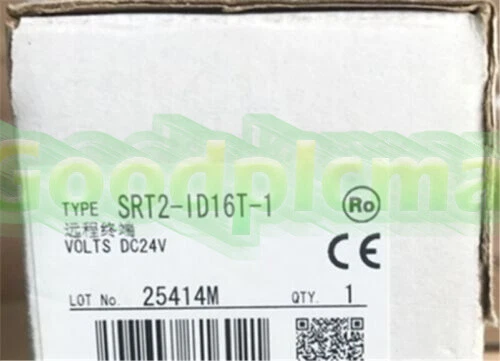 Goodplcma
TYPE SRT2-ID16T-1
Ro
远程终端
VOLTS DC24V
CE
LOT No. 25414M QTY. 1